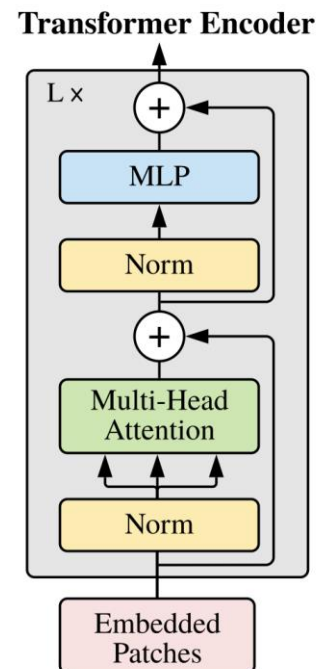 Transformer Encoder
L ×
+
MLP
Norm
+
Multi-Head
Attention
Norm
Embedded
Patches